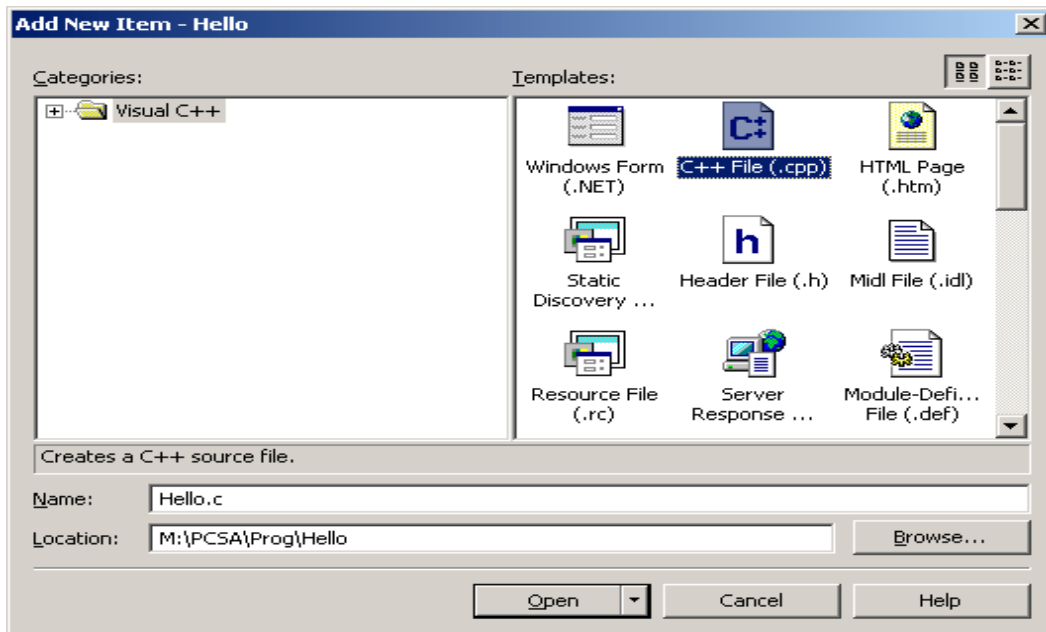 Add New Item - Hello
Categories:
Templates:
Visual C++
Windows Form
(.NET)
C++ File (.cpp)
HTML Page
(.htm)
Static
Discovery ...
Header File (.h)
Midl File (.idl)
Resource File
(.rc)
Server
Response ...
Module-Defi...
File (.def)
Creates a C++ source file.
Name:
Hello.c
Location:
M:\PCSA\Prog\Hello
Browse...
Open
Cancel
Help